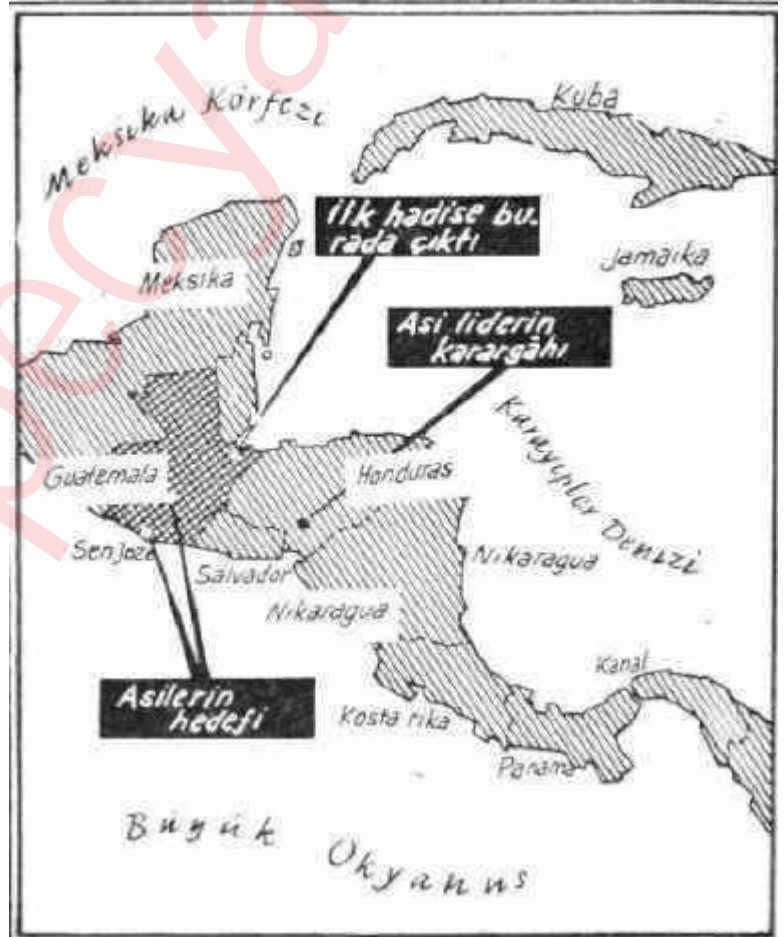 Meksika Körfezi
Kuba
İlk hadise bu-
rada çıktı
Jamaika
Meksika
Asi liderin
karargâhı
Karayipler Denizi
Guatemala
Honduras
Senjoze
Salvador
Nikaragua
Nikaragua
Asilerin
hedefi
Kanal
Kosta rika
Panama
Büyük Okyanus
pecya